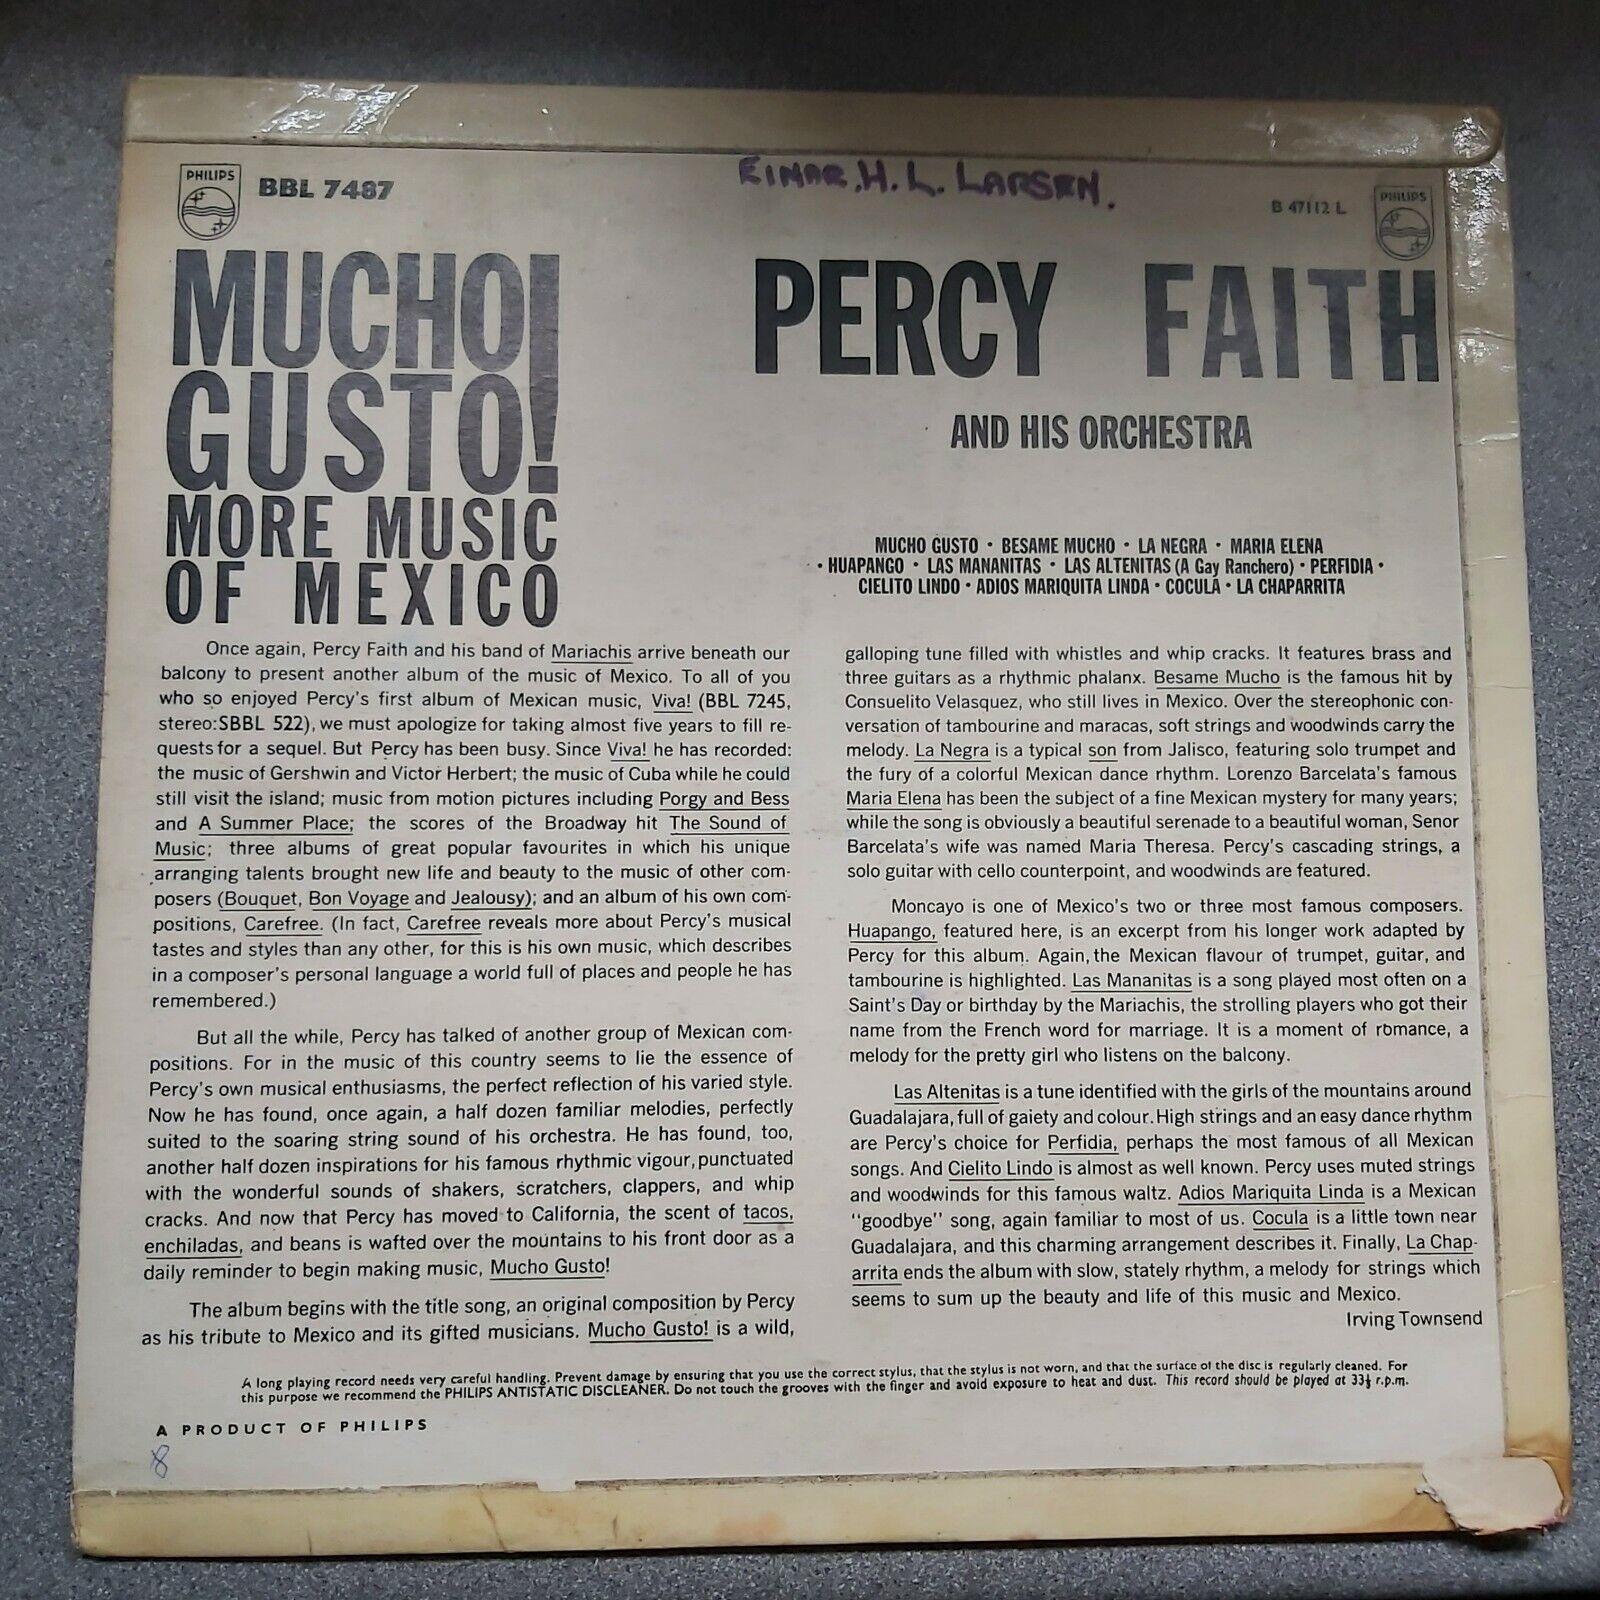 PHILIPS
BBL 7487
EINAR. H. L. LARSEN.
B 47112 L
PHILIPS
MUCHO
GUSTO!
MORE MUSIC
OF MEXICO
PERCY FAITH
AND HIS ORCHESTRA
MUCHO GUSTO • BESAME MUCHO • LA NEGRA • MARIA ELENA
• HUAPANGO • LAS MANANITAS • LAS ALTENITAS (A Gay Ranchero) • PERFIDIA •
CIELITO LINDO • ADIOS MARIQUITA LINDA • COCULA • LA CHAPARRITA
Once again, Percy Faith and his band of Mariachis arrive beneath our
balcony to present another album of the music of Mexico. To all of you
who so enjoyed Percy's first album of Mexican music, Viva! (BBL 7245,
stereo:SBBL 522), we must apologize for taking almost five years to fill re-
quests for a sequel. But Percy has been busy. Since Viva! he has recorded:
the music of Gershwin and Victor Herbert; the music of Cuba while he could
still visit the island; music from motion pictures including Porgy and Bess
and A Summer Place; the scores of the Broadway hit The Sound of
Music; three albums of great popular favourites in which his unique
arranging talents brought new life and beauty to the music of other com-
posers (Bouquet, Bon Voyage and Jealousy); and an album of his own com-
positions, Carefree. (In fact, Carefree reveals more about Percy's musical
tastes and styles than any other, for this is his own music, which describes
in a composer's personal language a world full of places and people he has
remembered.)
But all the while, Percy has talked of another group of Mexican com-
positions. For in the music of this country seems to lie the essence of
Percy's own musical enthusiasms, the perfect reflection of his varied style.
Now he has found, once again, a half dozen familiar melodies, perfectly
suited to the soaring string sound of his orchestra. He has found, too,
another half dozen inspirations for his famous rhythmic vigour, punctuated
with the wonderful sounds of shakers, scratchers, clappers, and whip
cracks. And now that Percy has moved to California, the scent of tacos,
enchiladas, and beans is wafted over the mountains to his front door as a
daily reminder to begin making music, Mucho Gusto!
The album begins with the title song, an original composition by Percy
as his tribute to Mexico and its gifted musicians. Mucho Gusto! is a wild,
galloping tune filled with whistles and whip cracks. It features brass and
three guitars as a rhythmic phalanx. Besame Mucho is the famous hit by
Consuelito Velasquez, who still lives in Mexico. Over the stereophonic con-
versation of tambourine and maracas, soft strings and woodwinds carry the
melody. La Negra is a typical son from Jalisco, featuring solo trumpet and
the fury of a colorful Mexican dance rhythm. Lorenzo Barcelata's famous
Maria Elena has been the subject of a fine Mexican mystery for many years;
while the song is obviously a beautiful serenade to a beautiful woman, Senor
Barcelata's wife was named Maria Theresa. Percy's cascading strings, a
solo guitar with cello counterpoint, and woodwinds are featured.
Moncayo is one of Mexico's two or three most famous composers.
Huapango, featured here, is an excerpt from his longer work adapted by
Percy for this album. Again, the Mexican flavour of trumpet, guitar, and
tambourine is highlighted. Las Mananitas is a song played most often on a
Saint's Day or birthday by the Mariachis, the strolling players who got their
name from the French word for marriage. It is a moment of romance, a
melody for the pretty girl who listens on the balcony.
Las Altenitas is a tune identified with the girls of the mountains around
Guadalajara, full of gaiety and colour. High strings and an easy dance rhythm
are Percy's choice for Perfidia, perhaps the most famous of all Mexican
songs. And Cielito Lindo is almost as well known. Percy uses muted strings
and woodwinds for this famous waltz. Adios Mariquita Linda is a Mexican
"goodbye" song, again familiar to most of us. Cocula is a little town near
Guadalajara, and this charming arrangement describes it. Finally, La Chap-
arrita ends the album with slow, stately rhythm, a melody for strings which
seems to sum up the beauty and life of this music and Mexico.
Irving Townsend
A long playing record needs very careful handling. Prevent damage by ensuring that you use the correct stylus, that the stylus is not worn, and that the surface of the disc is regularly cleaned. For
this purpose we recommend the PHILIPS ANTISTATIC DISCLEANER. Do not touch the grooves with the finger and avoid exposure to heat and dust. This record should be played at 33⅓ r.p.m.
A PRODUCT OF PHILIPS
8